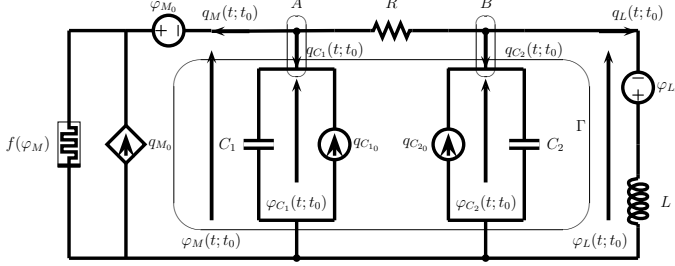 φ_{M_0}
q_M(t;t_0)
A
R
B
q_L(t;t_0)
+ −
q_{C_1}(t;t_0)
q_{C_2}(t;t_0)
−
+
φ_L
Γ
f(φ_M)
q_{M_0}
C_1
q_{C_{1_0}}
q_{C_{2_0}}
C_2
L
φ_{C_1}(t;t_0)
φ_{C_2}(t;t_0)
φ_M(t;t_0)
φ_L(t;t_0)